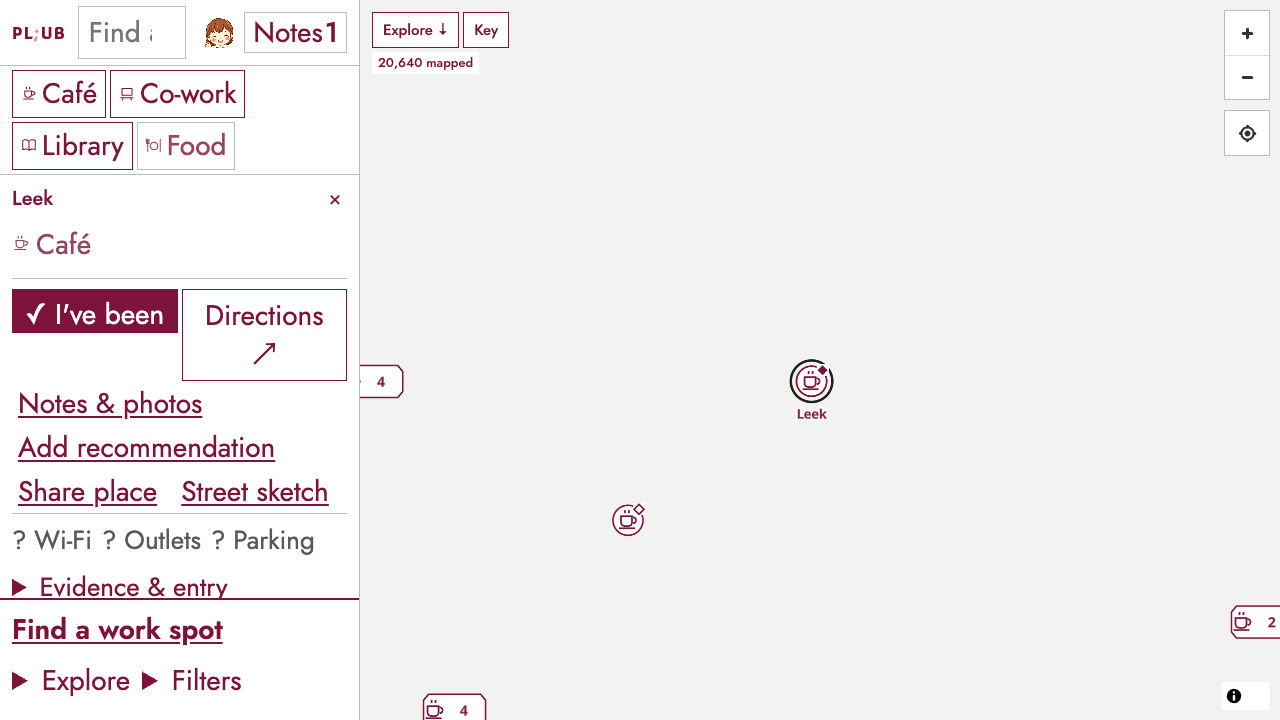 PL;UB
Find a
Notes 1
Café
Co-work
Library
Food
Leek
×
Café
✓ I've been
Directions ↗
Notes & photos
Add recommendation
Share place
Street sketch
? Wi-Fi ? Outlets ? Parking
▶ Evidence & entry
Find a work spot
▶ Explore ▶ Filters
Explore ↓
Key
20,640 mapped
+
−
4
Leek
2
4